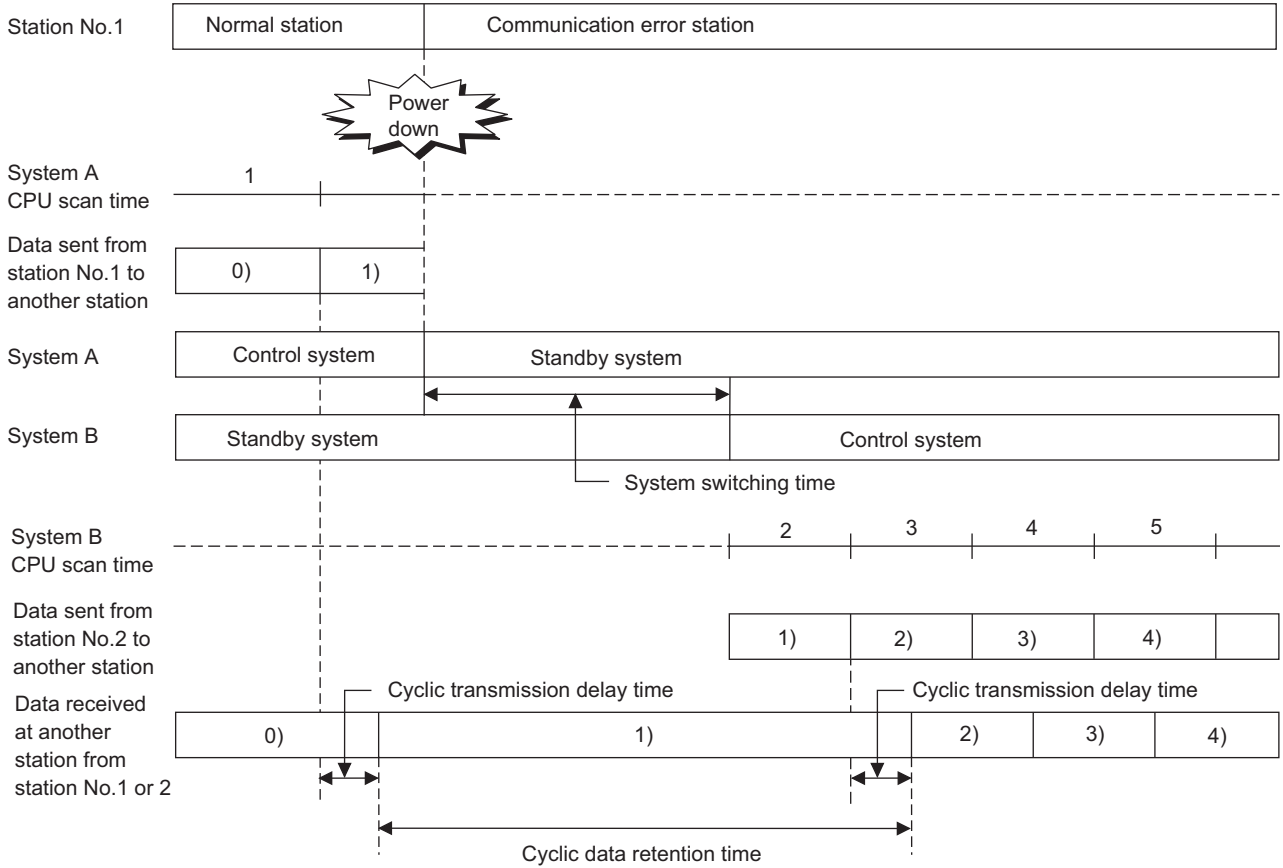 Station No.1
Normal station
Communication error station
Power
down
System A
CPU scan time
1
Data sent from
station No.1 to
another station
0)
1)
System A
Control system
Standby system
System B
Standby system
Control system
System switching time
System B
CPU scan time
2
3
4
5
Data sent from
station No.2 to
another station
1)
2)
3)
4)
Data received
at another
station from
station No.1 or 2
Cyclic transmission delay time
Cyclic transmission delay time
0)
1)
2)
3)
4)
Cyclic data retention time